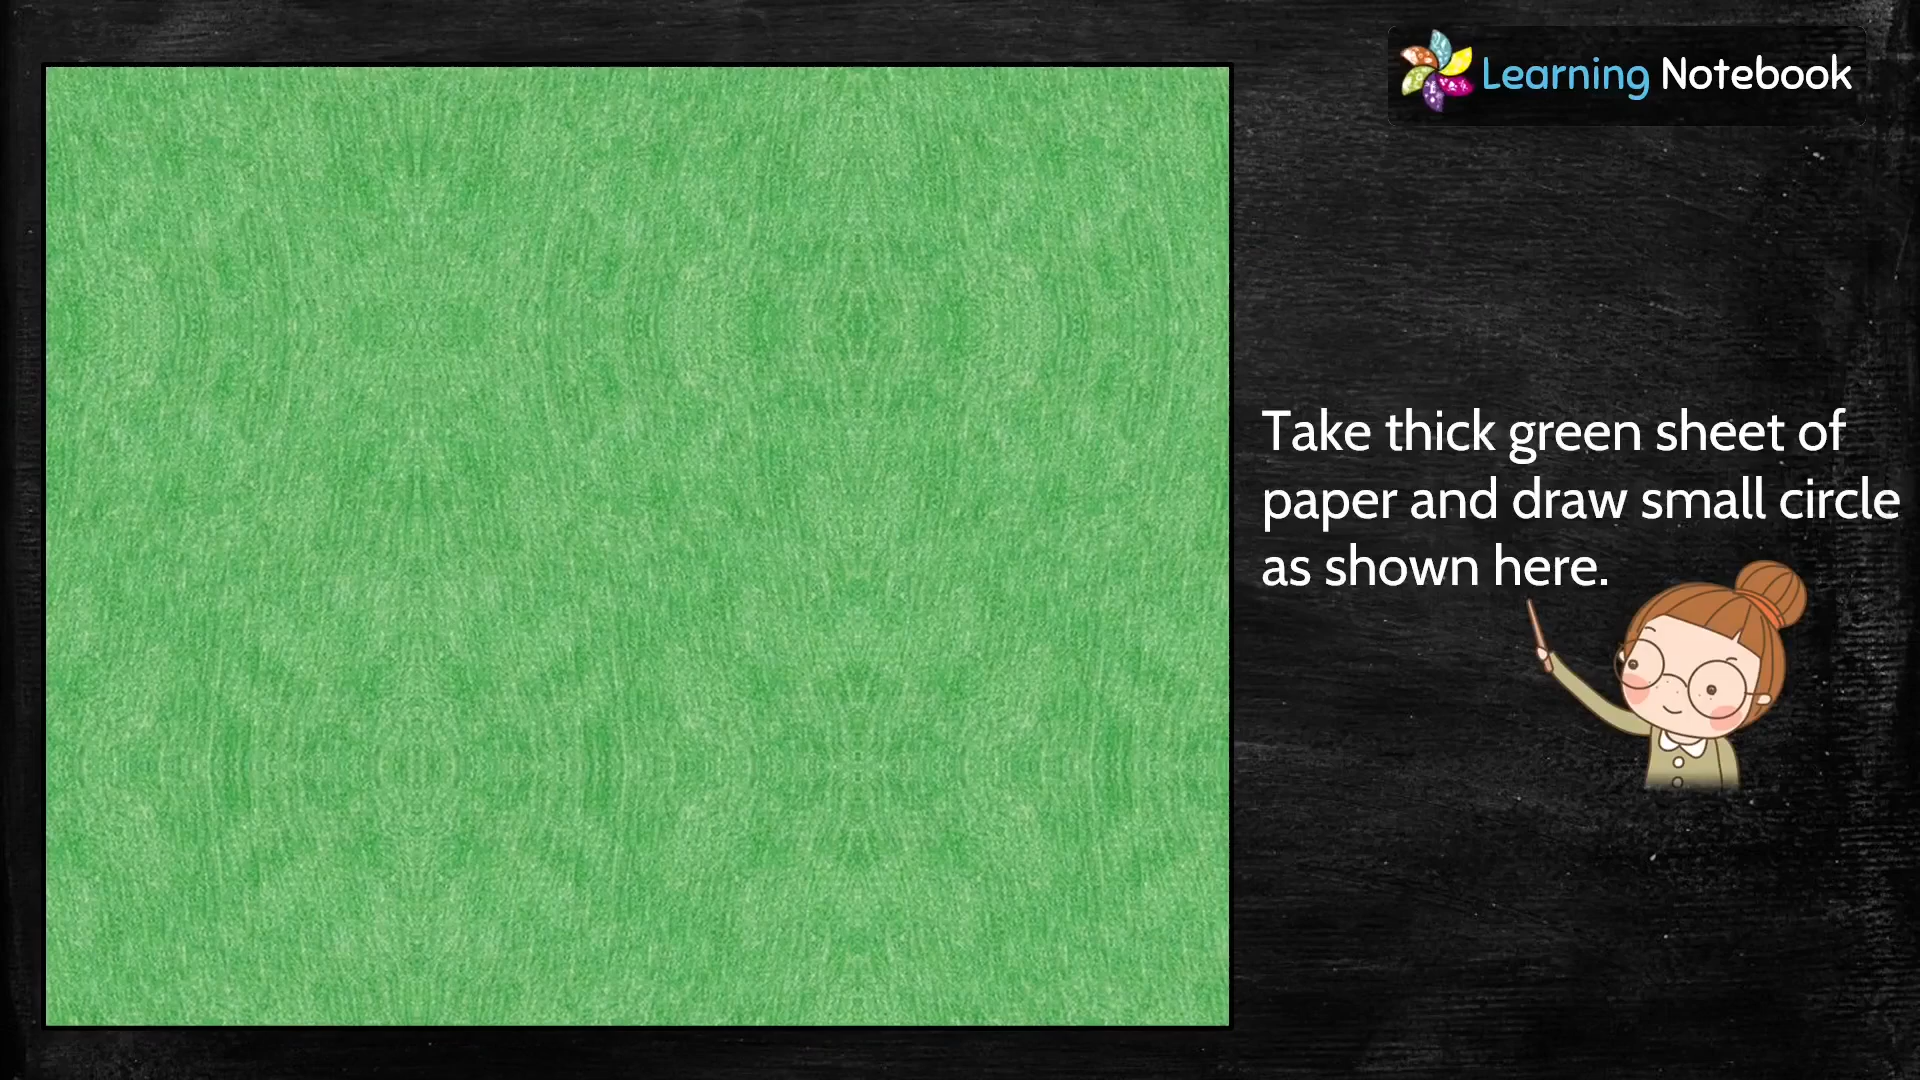 Learning Notebook
Take thick green sheet of
paper and draw small circle
as shown here.